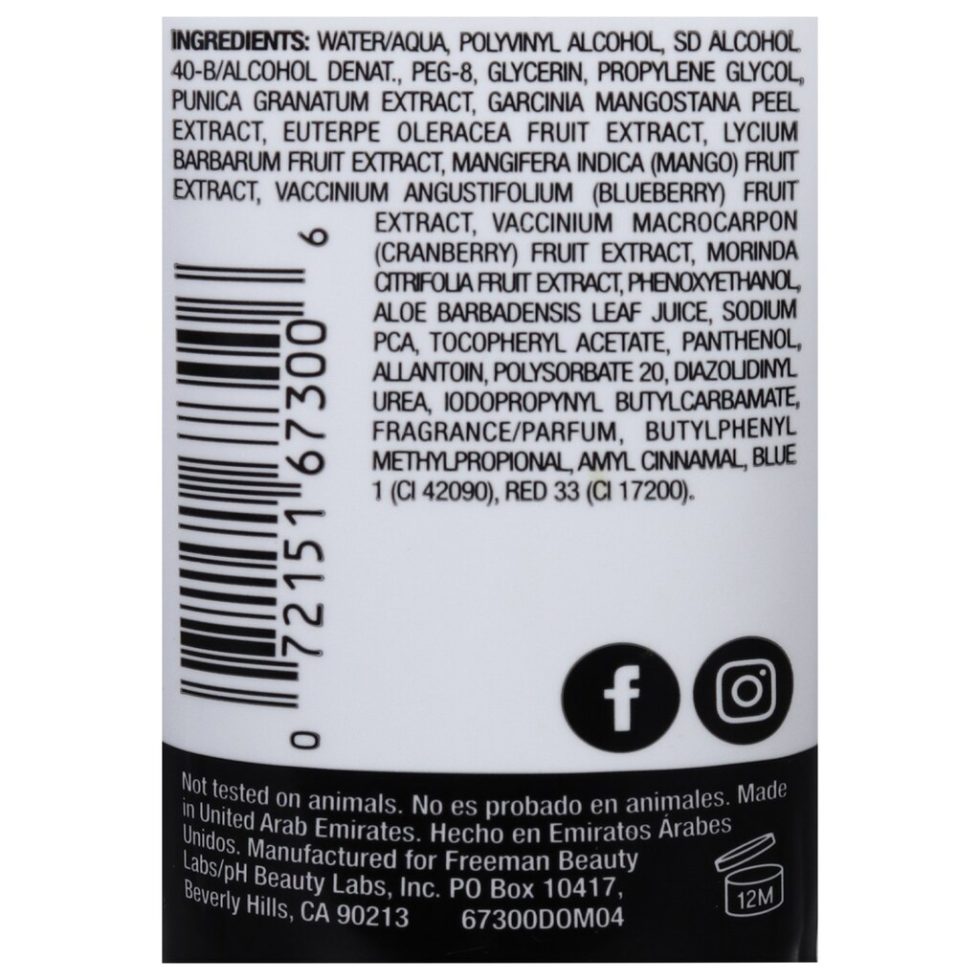 INGREDIENTS: WATER/AQUA, POLYVINYL ALCOHOL, SD ALCOHOL
40-B/ALCOHOL DENAT., PEG-8, GLYCERIN, PROPYLENE GLYCOL,
PUNICA GRANATUM EXTRACT, GARCINIA MANGOSTANA PEEL
EXTRACT, EUTERPE OLERACEA FRUIT EXTRACT, LYCIUM
BARBARUM FRUIT EXTRACT, MANGIFERA INDICA (MANGO) FRUIT
EXTRACT, VACCINIUM ANGUSTIFOLIUM (BLUEBERRY) FRUIT
EXTRACT, VACCINIUM MACROCARPON
(CRANBERRY) FRUIT EXTRACT, MORINDA
CITRIFOLIA FRUIT EXTRACT, PHENOXYETHANOL,
ALOE BARBADENSIS LEAF JUICE, SODIUM
PCA, TOCOPHERYL ACETATE, PANTHENOL,
ALLANTOIN, POLYSORBATE 20, DIAZOLIDINYL
UREA, IODOPROPYNYL BUTYLCARBAMATE,
FRAGRANCE/PARFUM, BUTYLPHENYL
METHYLPROPIONAL, AMYL CINNAMAL, BLUE
1 (CI 42090), RED 33 (CI 17200).
0 72151 67300 6
Not tested on animals. No es probado en animales. Made
in United Arab Emirates. Hecho en Emiratos Árabes
Unidos. Manufactured for Freeman Beauty
Labs/pH Beauty Labs, Inc. PO Box 10417,
Beverly Hills, CA 90213 67300DOM04
12M